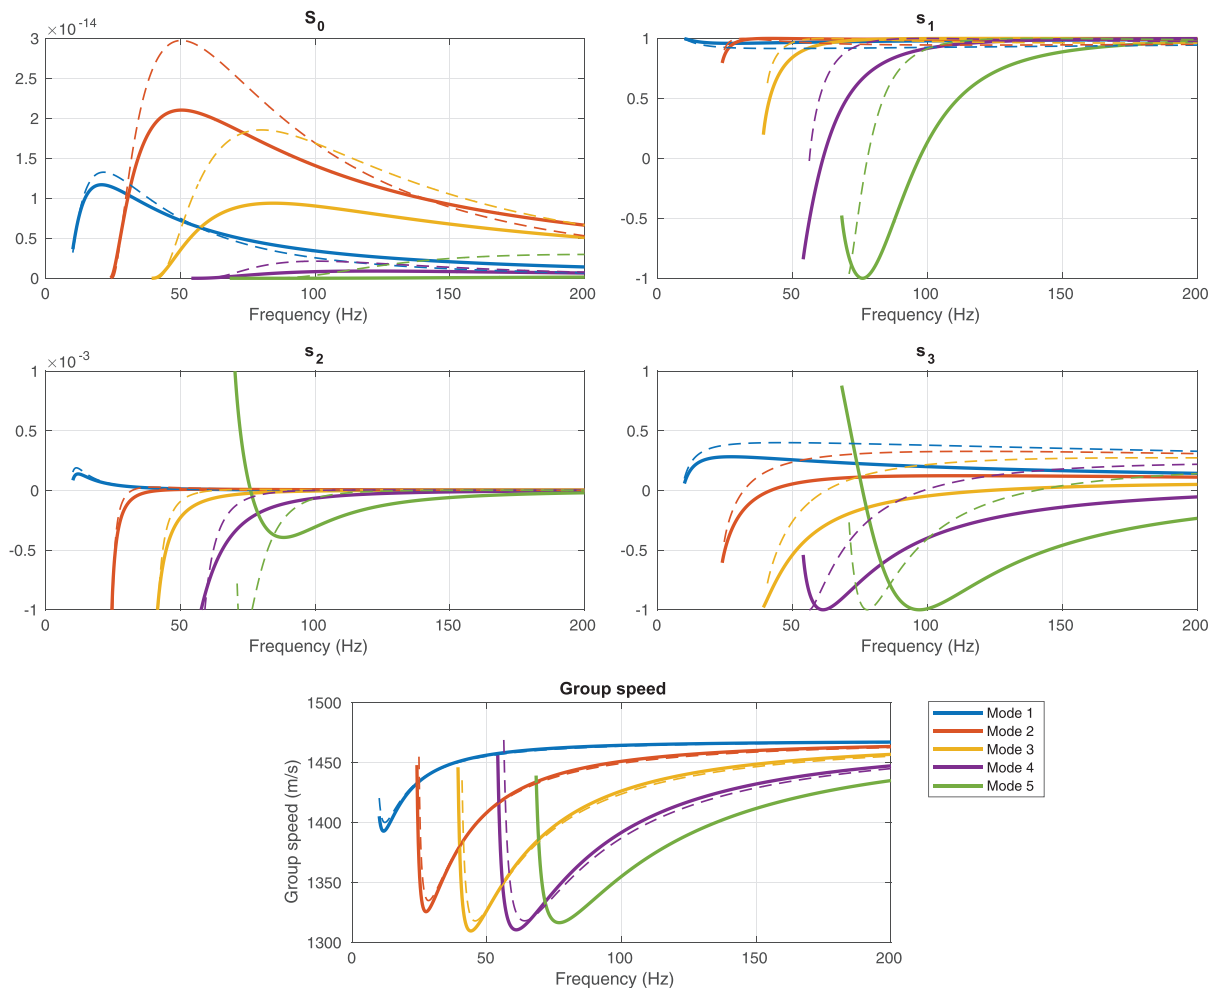 S0
×10-14
3
2.5
2
1.5
1
0.5
0
0 50 100 150 200
Frequency (Hz)
s1
1
0.5
0
-0.5
-1
0 50 100 150 200
Frequency (Hz)
s2
×10-3
1
0.5
0
-0.5
-1
0 50 100 150 200
Frequency (Hz)
s3
1
0.5
0
-0.5
-1
0 50 100 150 200
Frequency (Hz)
Group speed
Group speed (m/s)
1500
1450
1400
1350
1300
0 50 100 150 200
Frequency (Hz)
Mode 1
Mode 2
Mode 3
Mode 4
Mode 5